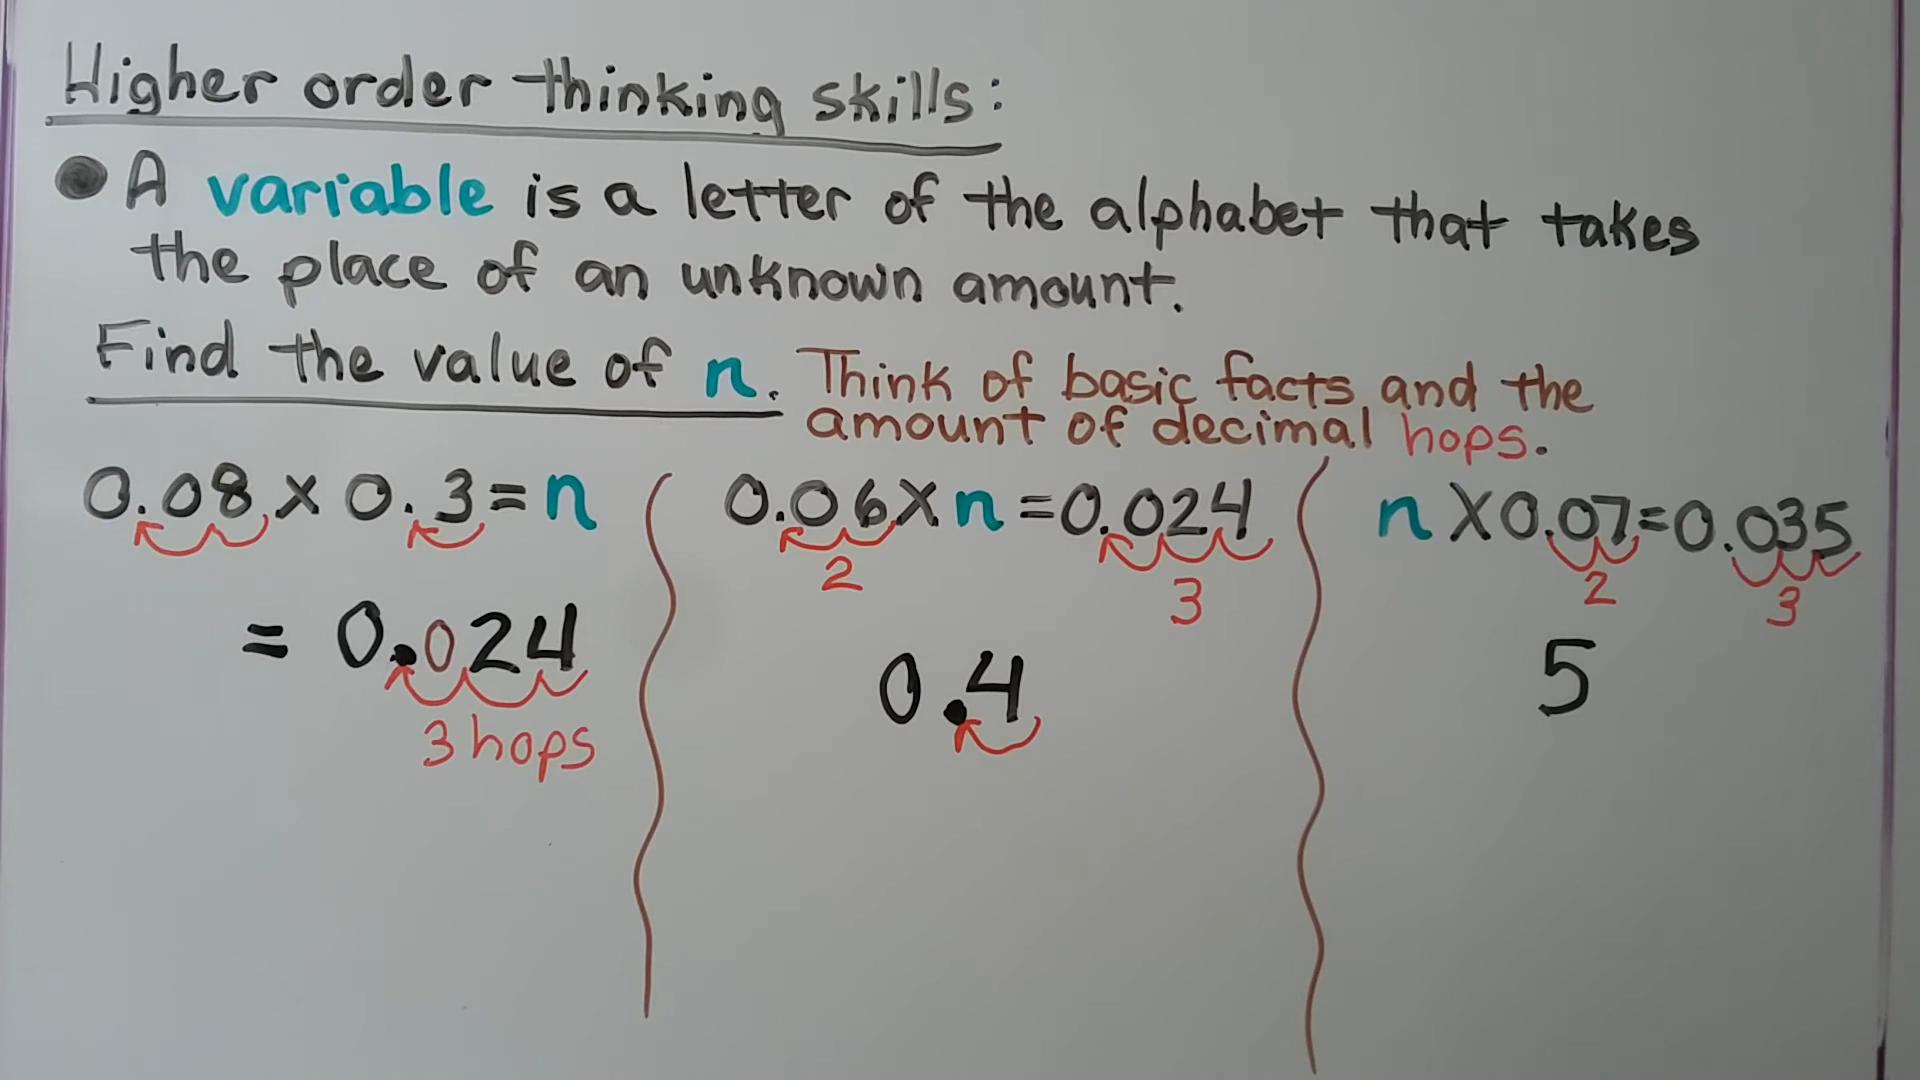 Higher order thinking skills:
A variable is a letter of the alphabet that takes
the place of an unknown amount.
Find the value of n. Think of basic facts and the
amount of decimal hops.
0.08 x 0.3 = n
= 0.024
3 hops
0.06 x n = 0.024
2 3
0.4
n x 0.07 = 0.035
2 3
5